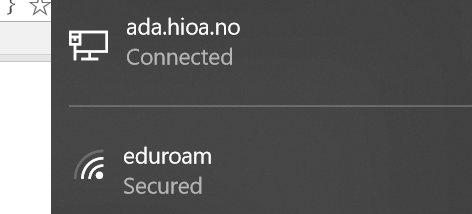 }
ada.hioa.no
Connected
eduroam
Secured